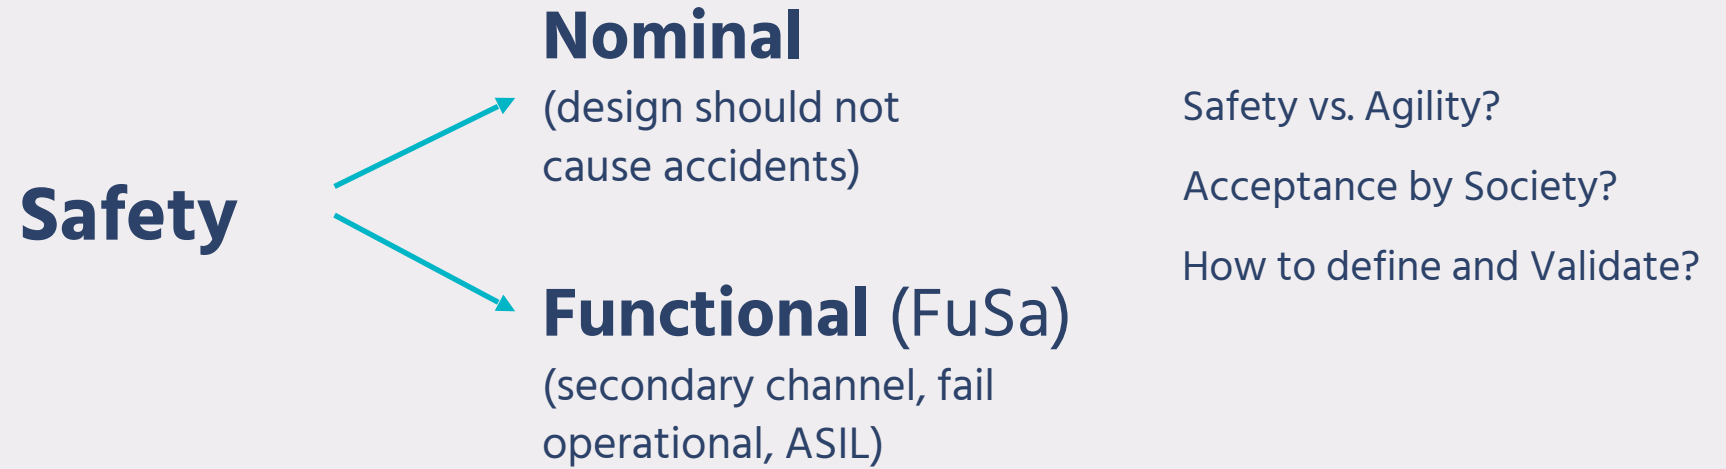 Safety
Nominal
(design should not
cause accidents)
Functional (FuSa)
(secondary channel, fail
operational, ASIL)
Safety vs. Agility?
Acceptance by Society?
How to define and Validate?